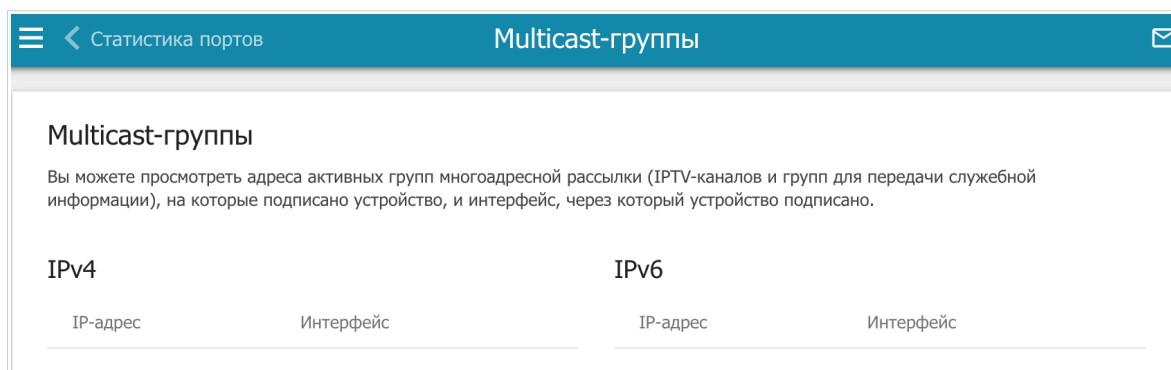 Статистика портов
Multicast-группы
Multicast-группы
Вы можете просмотреть адреса активных групп многоадресной рассылки (IPTV-каналов и групп для передачи служебной
информации), на которые подписано устройство, и интерфейс, через который устройство подписано.
IPv4
IPv6
IP-адрес
Интерфейс
IP-адрес
Интерфейс